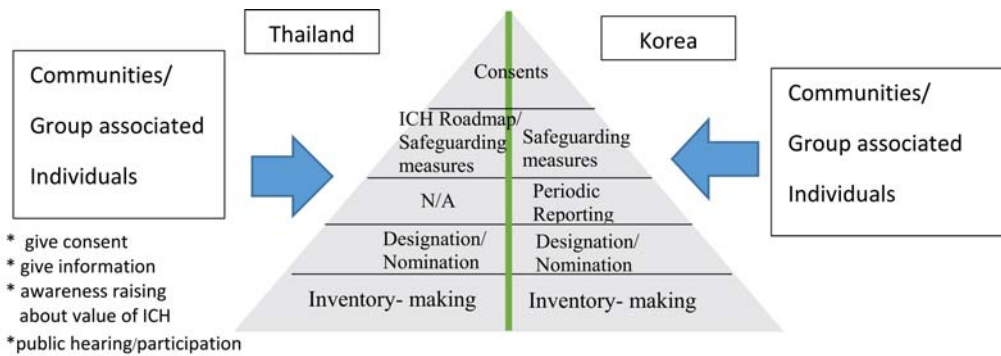 Thailand
Korea
Communities/
Group associated
Individuals
* give consent
* give information
* awareness raising
about value of ICH
*public hearing/participation
Consents
ICH Roadmap/
Safeguarding
measures
Safeguarding
measures
N/A
Periodic
Reporting
Designation/
Nomination
Designation/
Nomination
Inventory- making
Inventory- making
Communities/
Group associated
Individuals